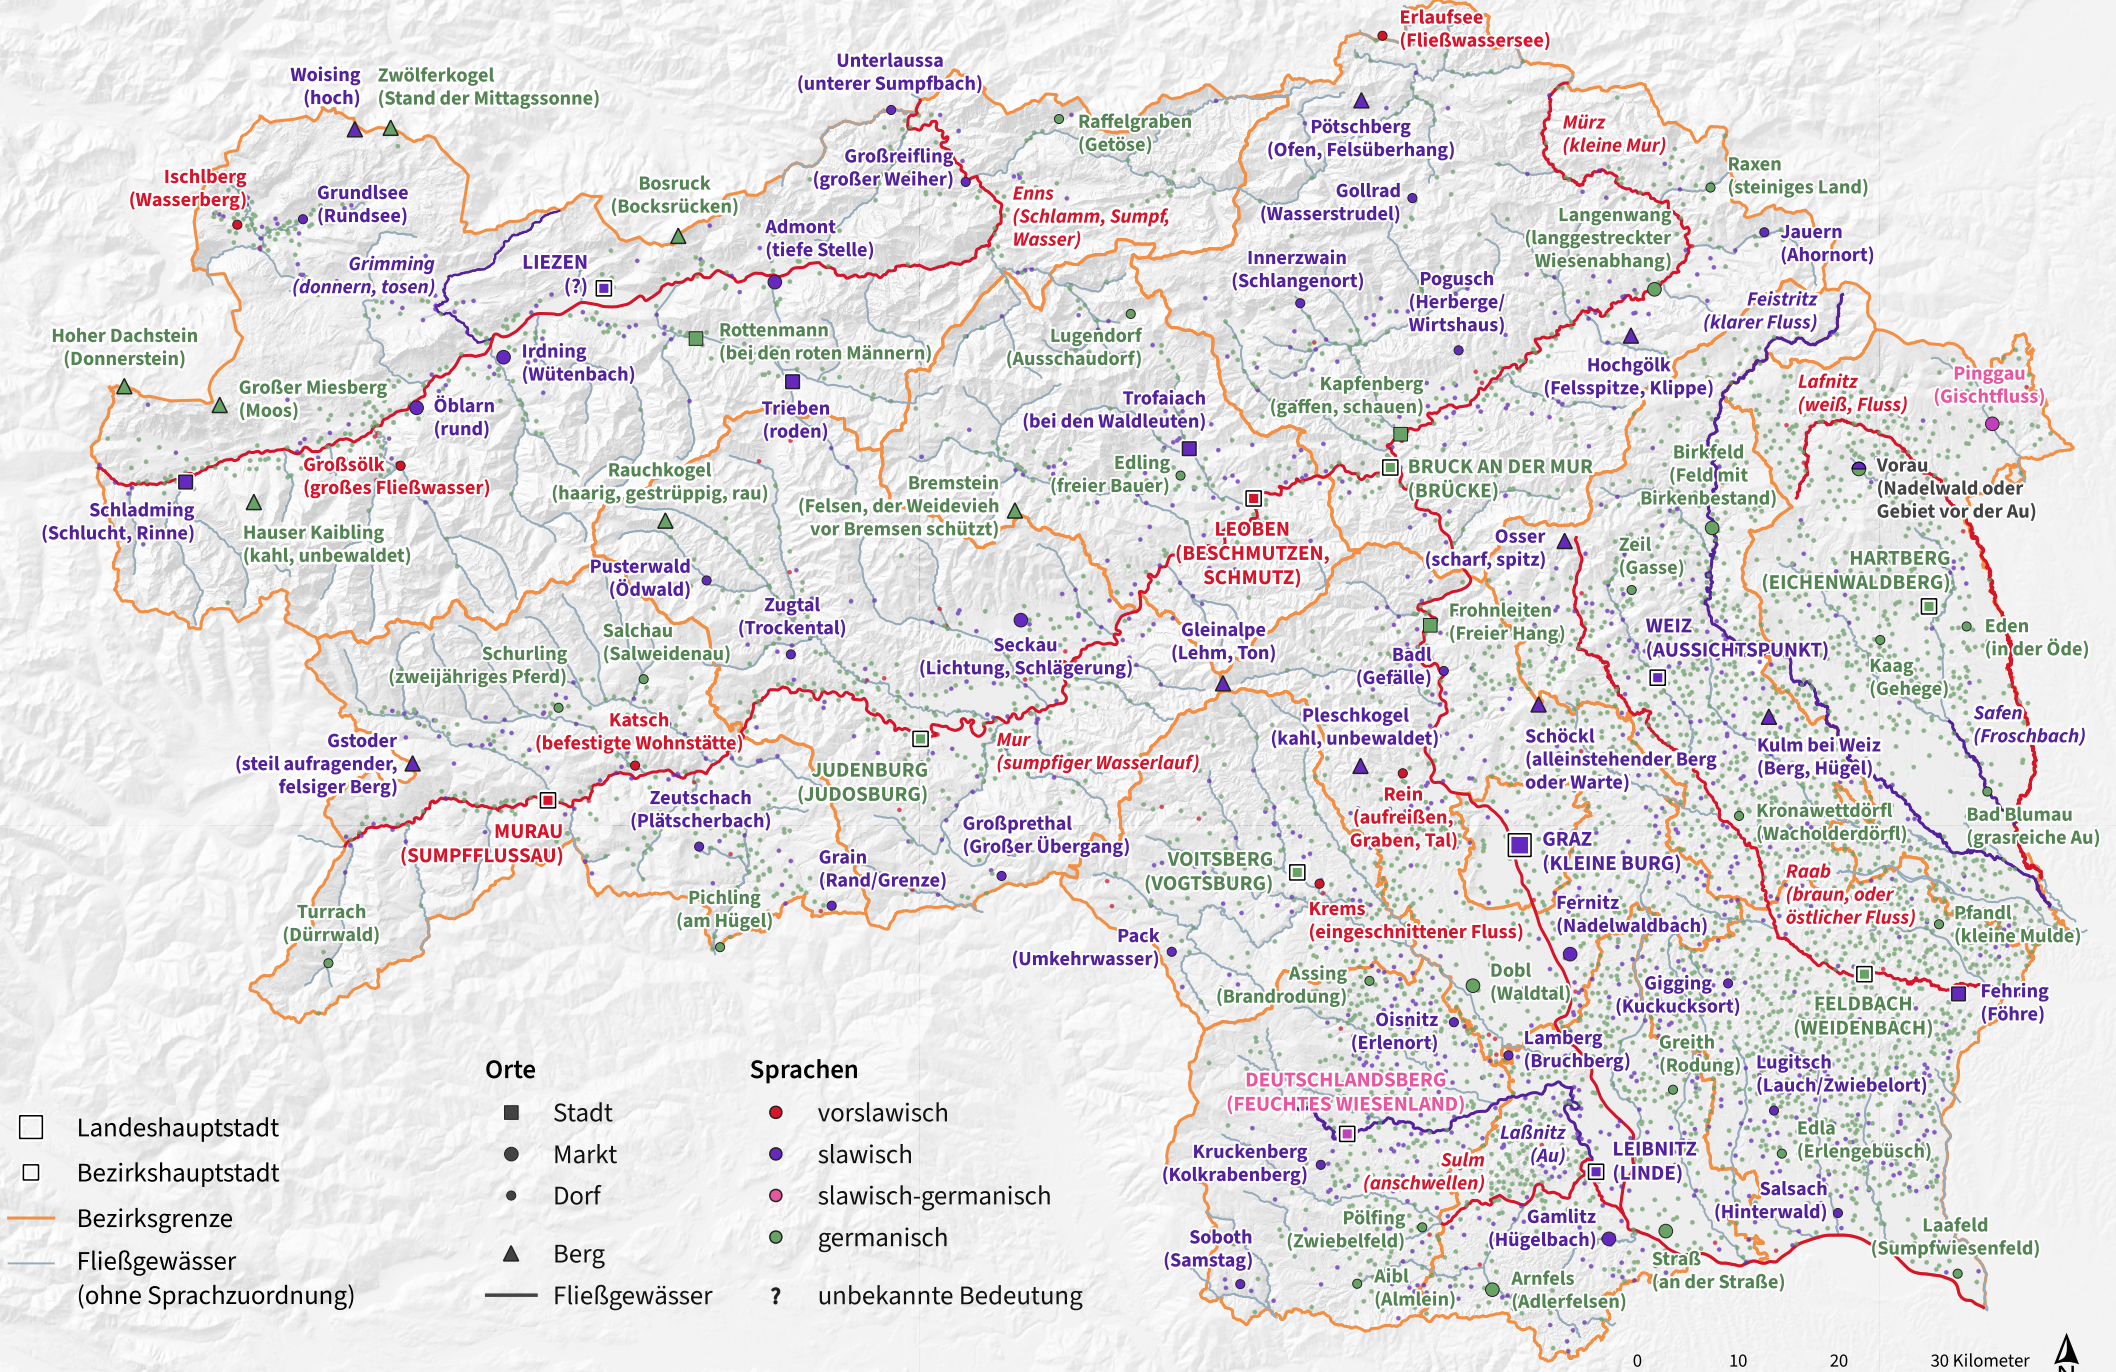 Erlaufsee
(Fließwassersee)
Unterlaussa
(unterer Sumpfbach)
Woising
(hoch)
Zwölferkogel
(Stand der Mittagssonne)
Raffelgraben
(Getöse)
Pötschberg
(Ofen, Felsüberhang)
Mürz
(kleine Mur)
Großreifling
(großer Weiher)
Raxen
(steiniges Land)
Ischlberg
(Wasserberg)
Grundlsee
(Rundsee)
Bosruck
(Bocksrücken)
Enns
(Schlamm, Sumpf,
Wasser)
Gollrad
(Wasserstrudel)
Langenwang
(langgestreckter
Wiesenabhang)
Admont
(tiefe Stelle)
Jauern
(Ahornort)
Grimming
(donnern, tosen)
LIEZEN
(?)
Innerzwain
(Schlangenort)
Pogusch
(Herberge/
Wirtshaus)
Feistritz
(klarer Fluss)
Hoher Dachstein
(Donnerstein)
Rottenmann
(bei den roten Männern)
Lugendorf
(Ausschaudorf)
Irdning
(Wütenbach)
Hochgölk
(Felsspitze, Klippe)
Großer Miesberg
(Moos)
Öblarn
(rund)
Trieben
(roden)
Trofaiach
(bei den Waldleuten)
Kapfenberg
(gaffen, schauen)
Lafnitz
(weiß, Fluss)
Pinggau
(Gischtfluss)
Großsölk
(großes Fließwasser)
Rauchkogel
(haarig, gestrüppig, rau)
Edling
(freier Bauer)
BRUCK AN DER MUR
(BRÜCKE)
Birkfeld
(Feld mit
Birkenbestand)
Vorau
(Nadelwald oder
Gebiet vor der Au)
Schladming
(Schlucht, Rinne)
Hauser Kaibling
(kahl, unbewaldet)
Bremstein
(Felsen, der Weidevieh
vor Bremsen schützt)
LEOBEN
(BESCHMUTZEN,
SCHMUTZ)
Osser
(scharf, spitz)
Zeil
(Gasse)
HARTBERG
(EICHENWALDBERG)
Pusterwald
(Ödwald)
Zugtal
(Trockental)
Frohnleiten
(Freier Hang)
Salchau
(Salweidenau)
Seckau
(Lichtung, Schlägerung)
Gleinalpe
(Lehm, Ton)
WEIZ
(AUSSICHTSPUNKT)
Eden
(in der Öde)
Schurling
(zweijähriges Pferd)
Badl
(Gefälle)
Kaag
(Gehege)
Katsch
(befestigte Wohnstätte)
Pleschkogel
(kahl, unbewaldet)
Safen
(Froschbach)
Gstoder
(steil aufragender,
felsiger Berg)
Mur
(sumpfiger Wasserlauf)
Schöckl
(alleinstehender Berg
oder Warte)
Kulm bei Weiz
(Berg, Hügel)
JUDENBURG
(JUDOSBURG)
Zeutschach
(Plätscherbach)
Rein
(aufreißen,
Graben, Tal)
Kronawettdörfl
(Wacholderdörfl)
Bad Blumau
(grasreiche Au)
MURAU
(SUMPFFLUSSAU)
Großprethal
(Großer Übergang)
GRAZ
(KLEINE BURG)
Grain
(Rand/Grenze)
VOITSBERG
(VOGTSBURG)
Raab
(braun, oder
östlicher Fluss)
Pichling
(am Hügel)
Krems
(eingeschnittener Fluss)
Fernitz
(Nadelwaldbach)
Turrach
(Dürrwald)
Pfandl
(kleine Mulde)
Pack
(Umkehrwasser)
Assing
(Brandrodung)
Dobl
(Waldtal)
Gigging
(Kuckucksort)
Fehring
(Föhre)
FELDBACH
(WEIDENBACH)
Oisnitz
(Erlenort)
Lamberg
(Bruchberg)
Greith
(Rodung)
Lugitsch
(Lauch/Zwiebelort)
DEUTSCHLANDSBERG
(FEUCHTES WIESENLAND)
Laßnitz
(Au)
Edla
(Erlengebüsch)
Kruckenberg
(Kolkrabenberg)
Sulm
(anschwellen)
LEIBNITZ
(LINDE)
Salsach
(Hinterwald)
Pölfing
(Zwiebelfeld)
Gamlitz
(Hügelbach)
Laafeld
(Sumpfwiesenfeld)
Soboth
(Samstag)
Straß
(an der Straße)
Aibl
(Almlein)
Arnfels
(Adlerfelsen)
Landeshauptstadt
Bezirkshauptstadt
Bezirksgrenze
Fließgewässer
(ohne Sprachzuordnung)
Orte
Stadt
Markt
Dorf
Berg
Fließgewässer
Sprachen
vorslawisch
slawisch
slawisch-germanisch
germanisch
? unbekannte Bedeutung
0 10 20 30 Kilometer
N